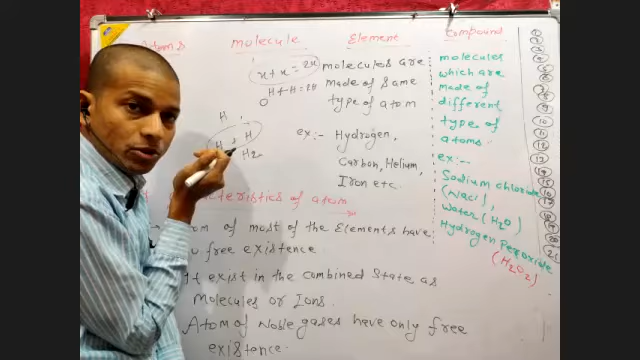 Atoms molecule Element Compound
x+x=2x
H+H=2H
O
H
H + H
H2
molecules are
made of same
type of atom
ex:- Hydrogen,
Carbon, Helium,
Iron etc.
molecules
which are
made of
different
types of
atoms
ex:-
Sodium chloride
(Nacl)
Water (H2O)
Hydrogen Peroxide
(H2O2)
of atom
of most of the Elements have
free existence
It exist in the combined State as
Molecules or Ions.
Atom of Noble gases have only free
existence.